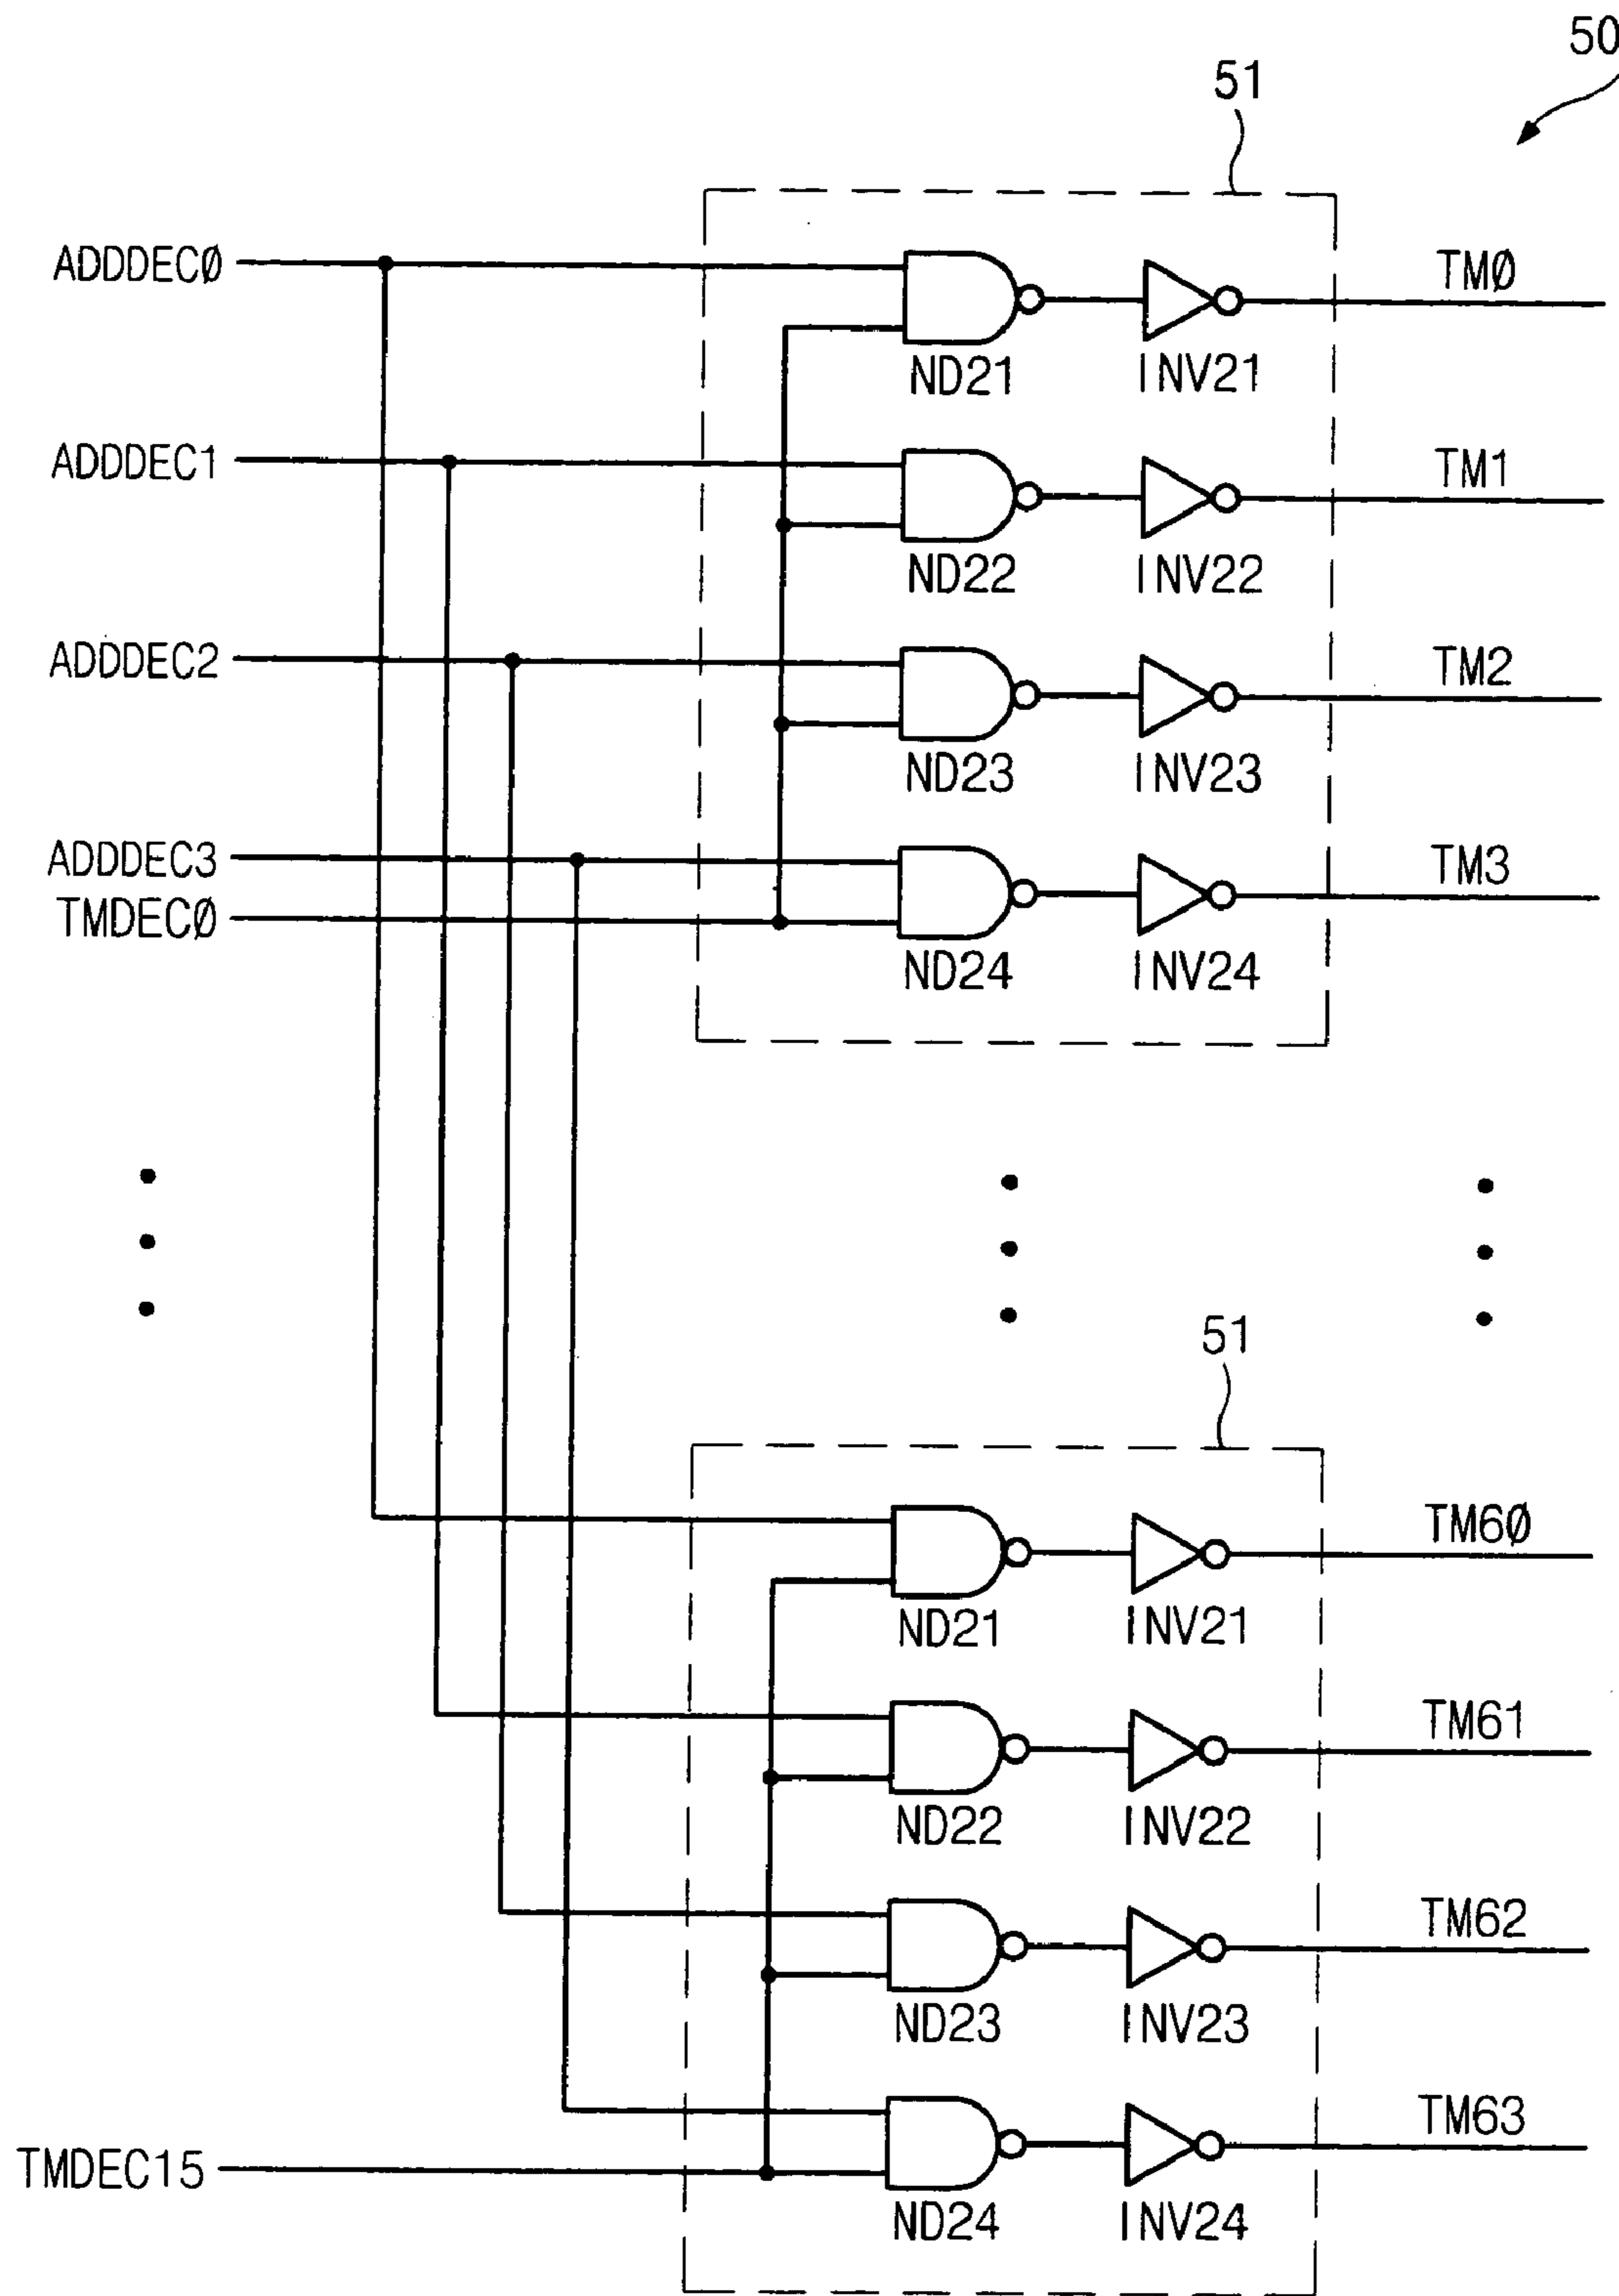 50
51
ADDDECØ
TMØ
ND21
INV21
ADDDEC1
TM1
ND22
INV22
ADDDEC2
TM2
ND23
INV23
ADDDEC3
TM3
TMDECØ
ND24
INV24
51
TM6Ø
ND21
INV21
TM61
ND22
INV22
TM62
ND23
INV23
TM63
TMDEC15
ND24
INV24